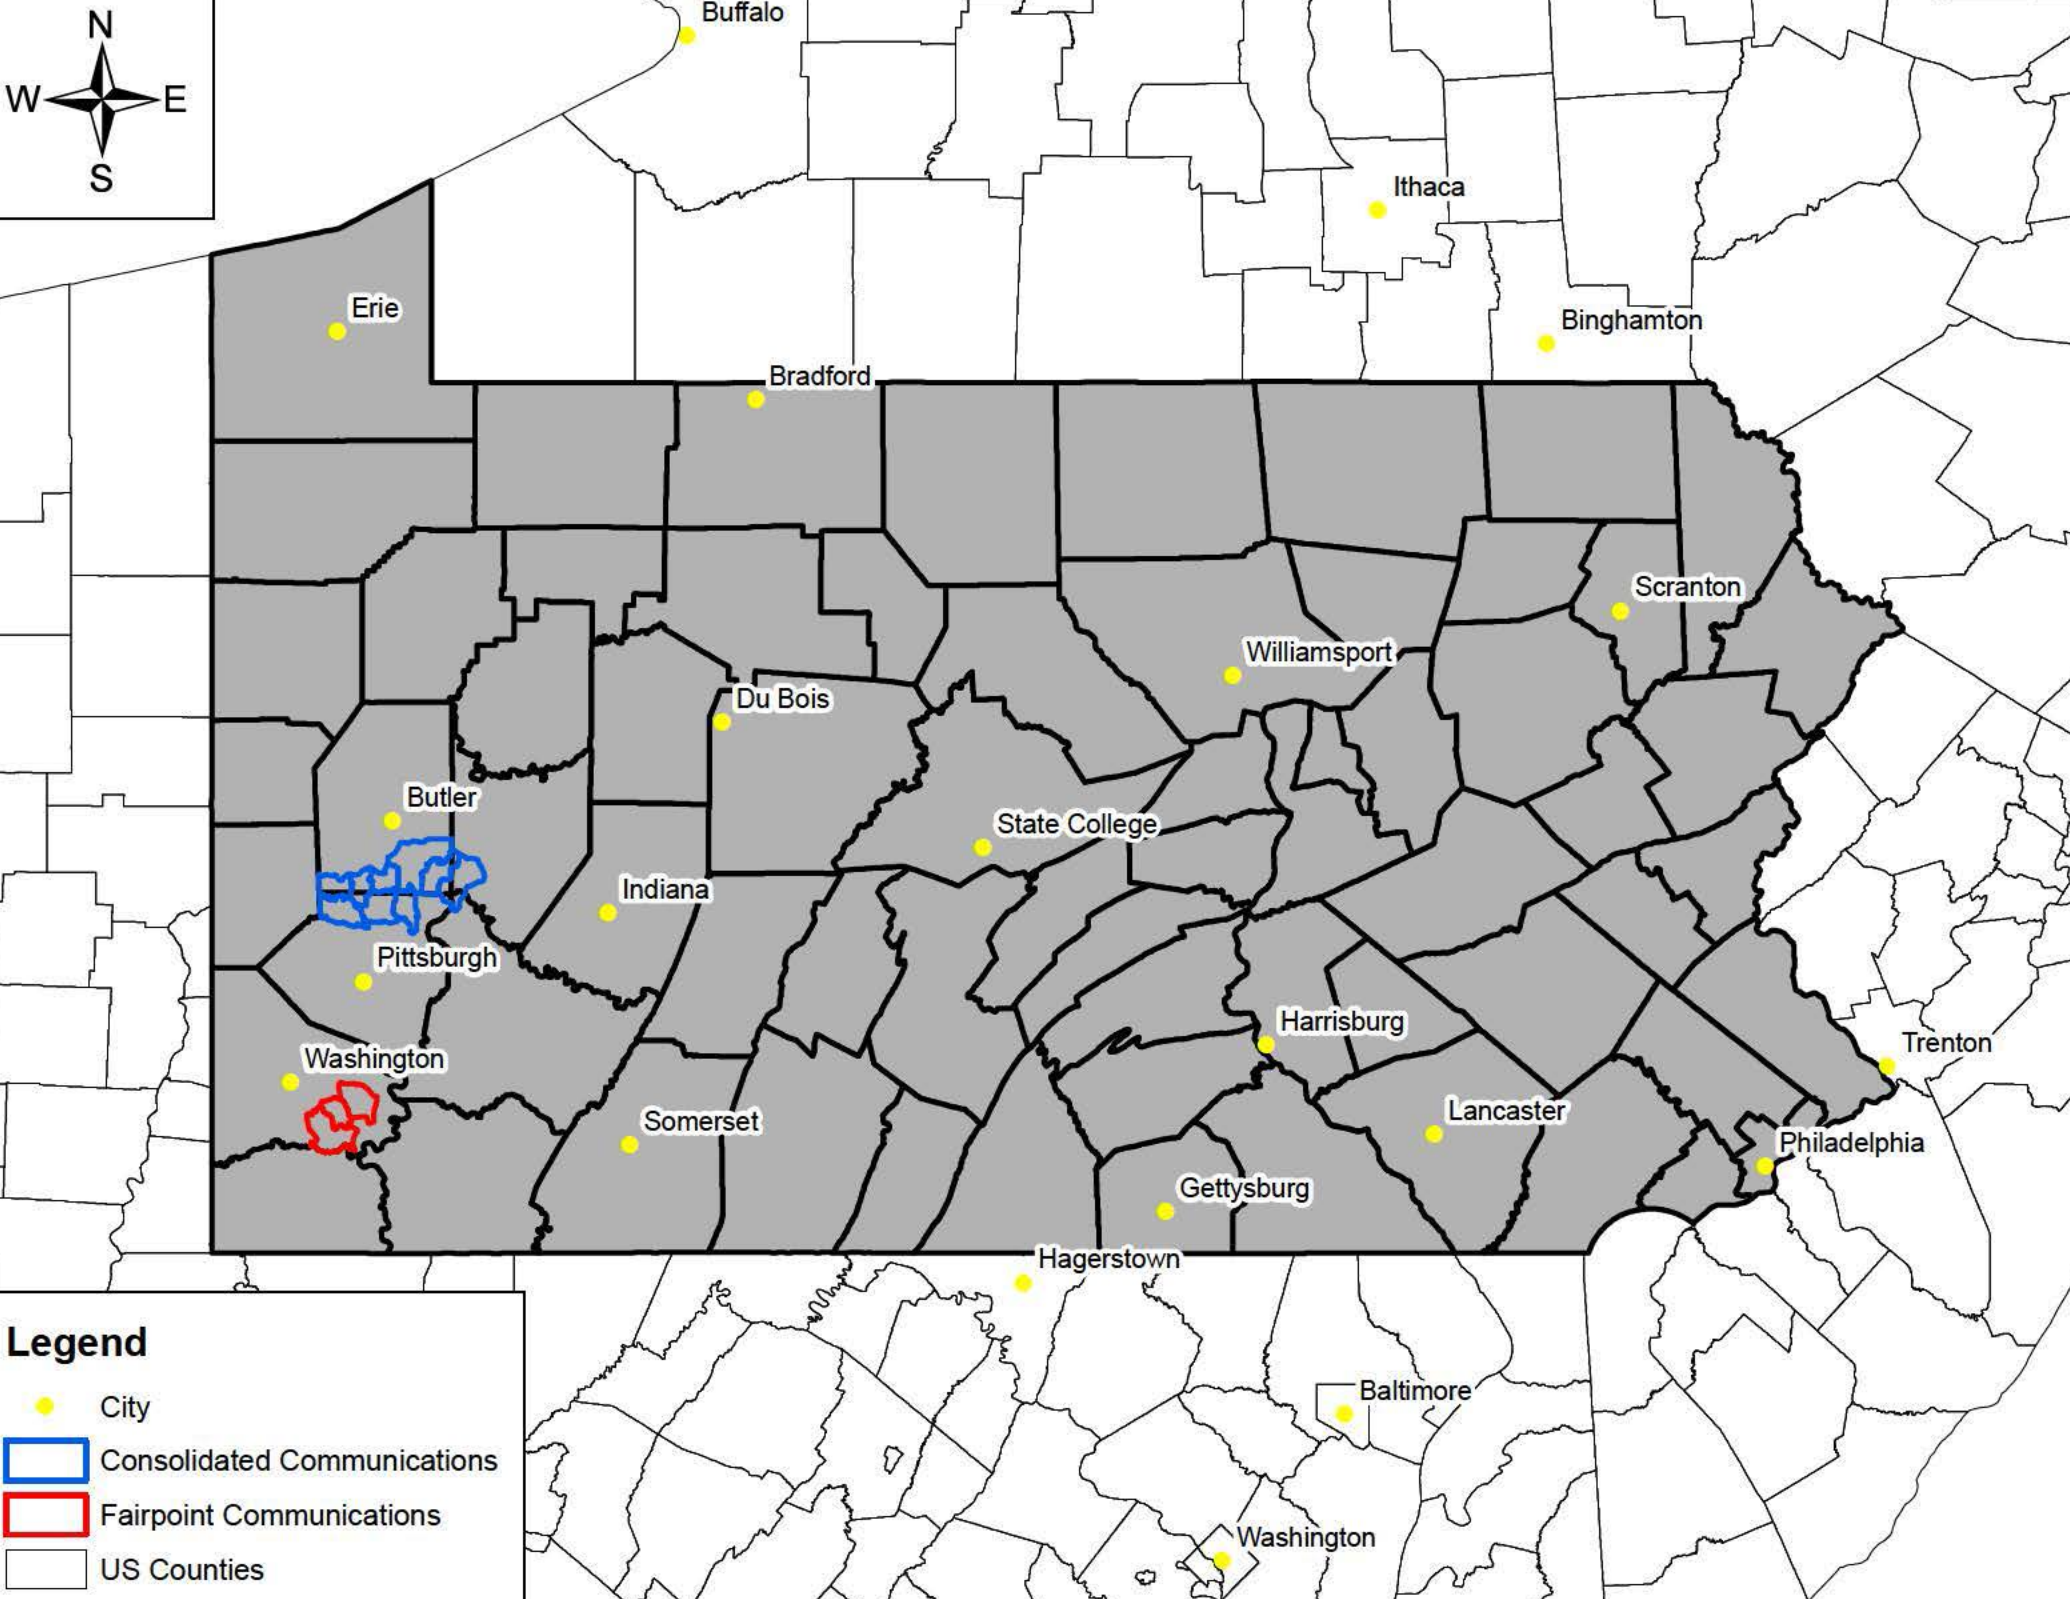 Buffalo
N
W
E
S
Ithaca
Erie
Binghamton
Bradford
Scranton
Williamsport
Du Bois
Butler
State College
Indiana
Pittsburgh
Harrisburg
Trenton
Washington
Lancaster
Somerset
Philadelphia
Gettysburg
Hagerstown
Legend
City
Baltimore
Consolidated Communications
Fairpoint Communications
Washington
US Counties